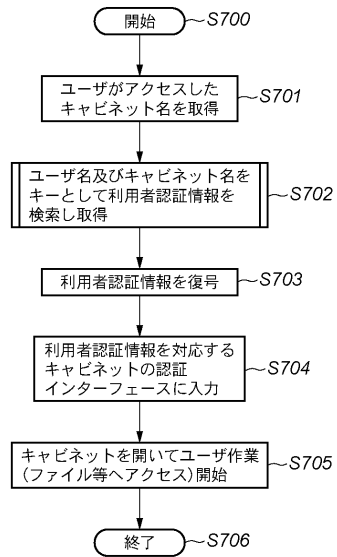 開始
S700
ユーザがアクセスした
キャビネット名を取得
S701
ユーザ名及びキャビネット名を
キーとして利用者認証情報を
検索し取得
S702
利用者認証情報を復号
S703
利用者認証情報を対応する
キャビネットの認証
インターフェースに入力
S704
キャビネットを開いてユーザ作業
(ファイル等へアクセス)開始
S705
終了
S706